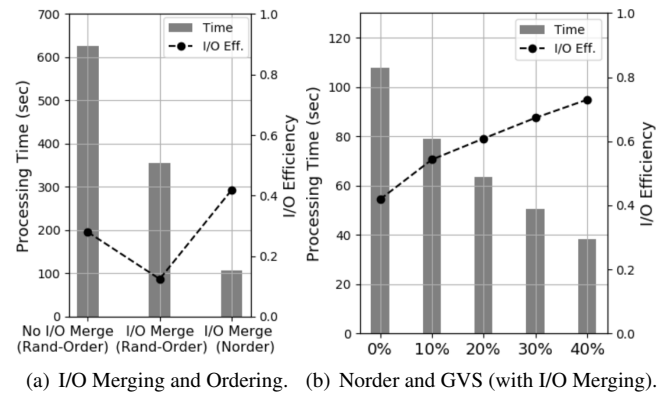 700
600
500
400
300
200
100
0
Processing Time (sec)
Time
I/O Eff.
1.0
0.8
0.6
0.4
0.2
0.0
I/O Efficiency
No I/O Merge
(Rand-Order)
I/O Merge
(Rand-Order)
I/O Merge
(Norder)
(a) I/O Merging and Ordering.
120
100
80
60
40
20
0
Processing Time (sec)
Time
I/O Eff.
1.0
0.8
0.6
0.4
0.2
0.0
I/O Efficiency
0% 10% 20% 30% 40%
(b) Norder and GVS (with I/O Merging).